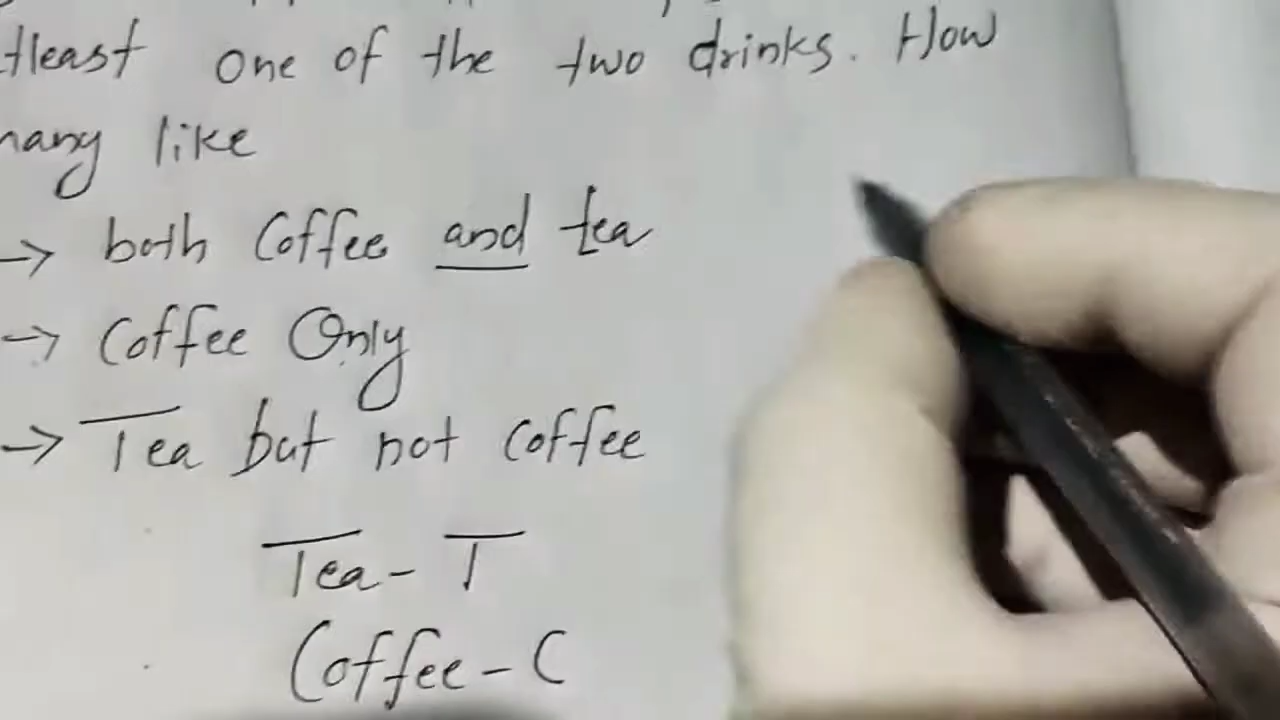 tleast one of the two drinks. How
many like
→ both Coffee and tea
→ Coffee Only
→ Tea but not coffee
Tea - T
Coffee - C